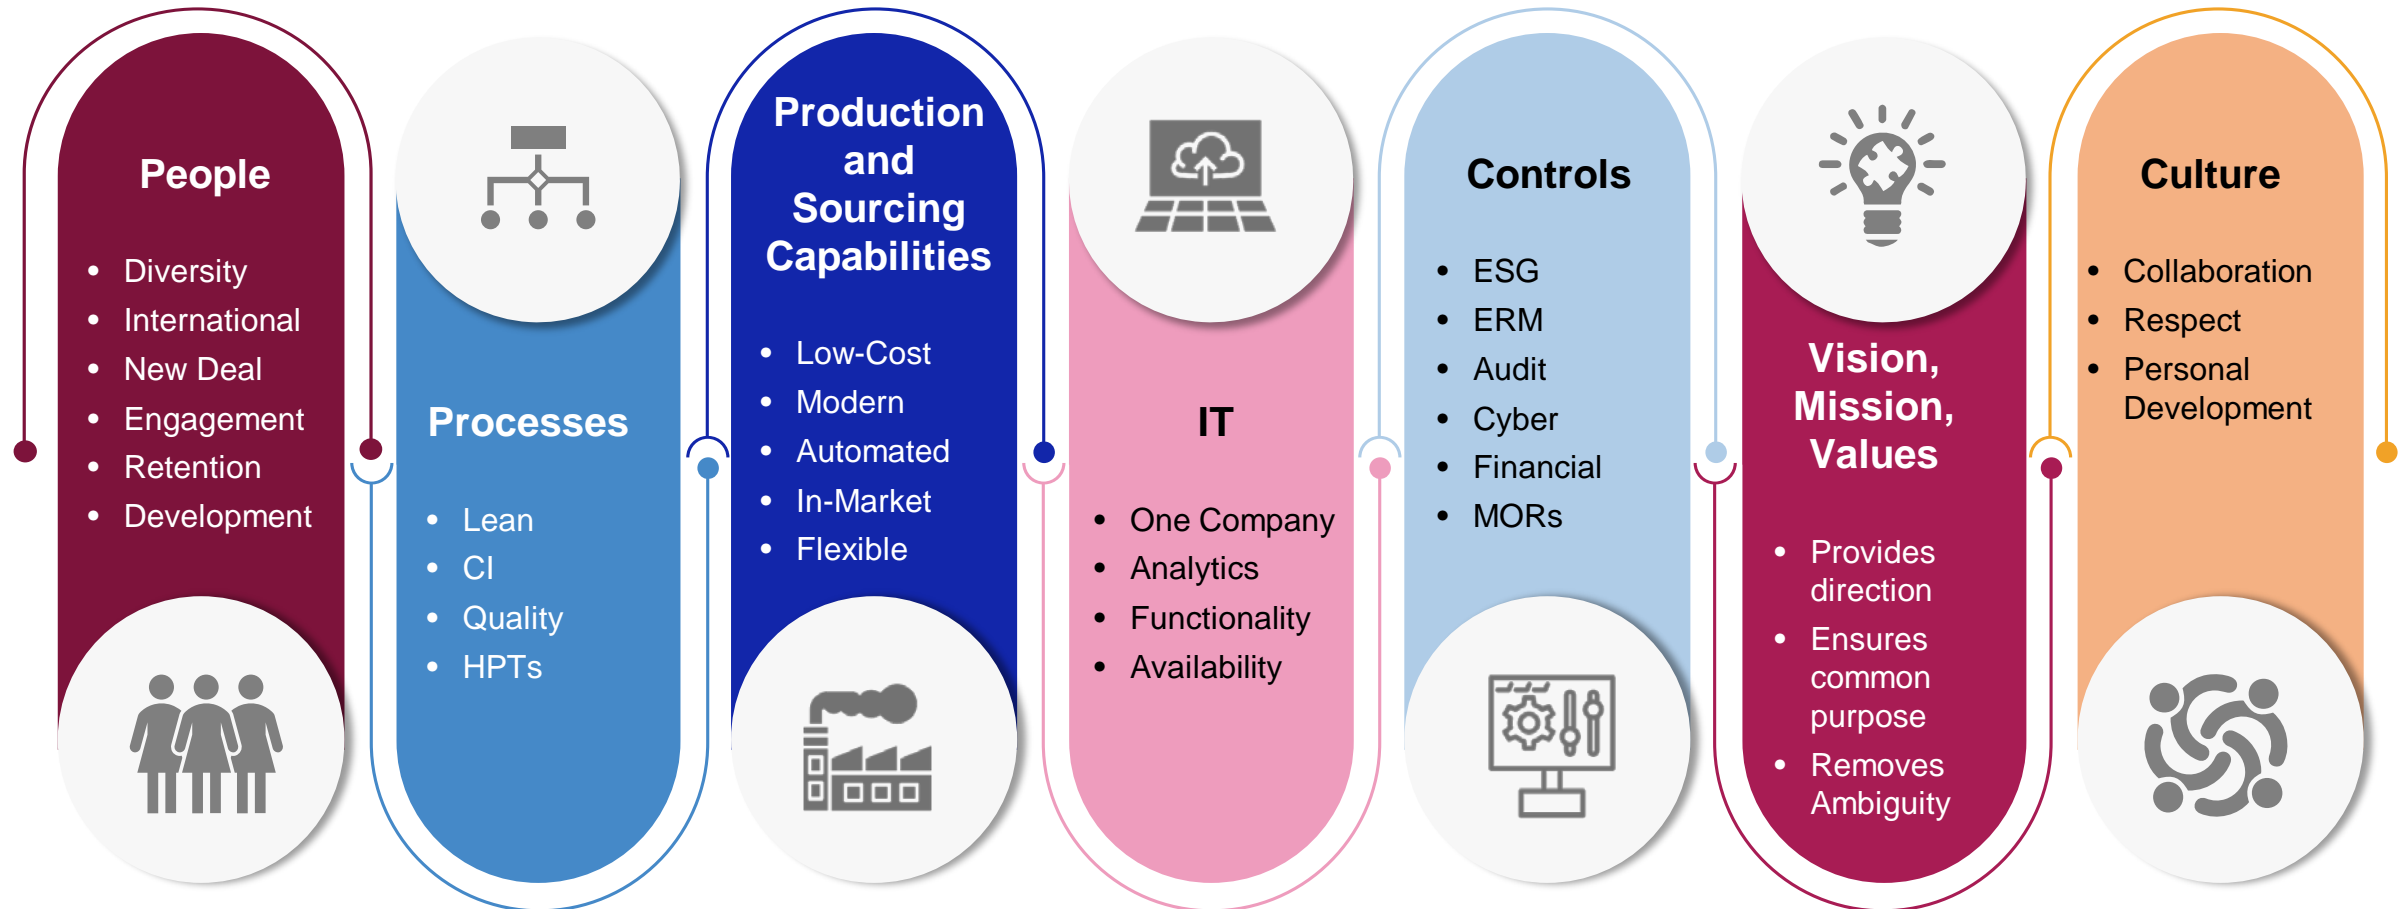 People
• Diversity
• International
• New Deal
• Engagement
• Retention
• Development
Processes
• Lean
• CI
• Quality
• HPTs
Production
and
Sourcing
Capabilities
• Low-Cost
• Modern
• Automated
• In-Market
• Flexible
IT
• One Company
• Analytics
• Functionality
• Availability
Controls
• ESG
• ERM
• Audit
• Cyber
• Financial
• MORs
Vision,
Mission,
Values
• Provides
direction
• Ensures
common
purpose
• Removes
Ambiguity
Culture
• Collaboration
• Respect
• Personal
Development